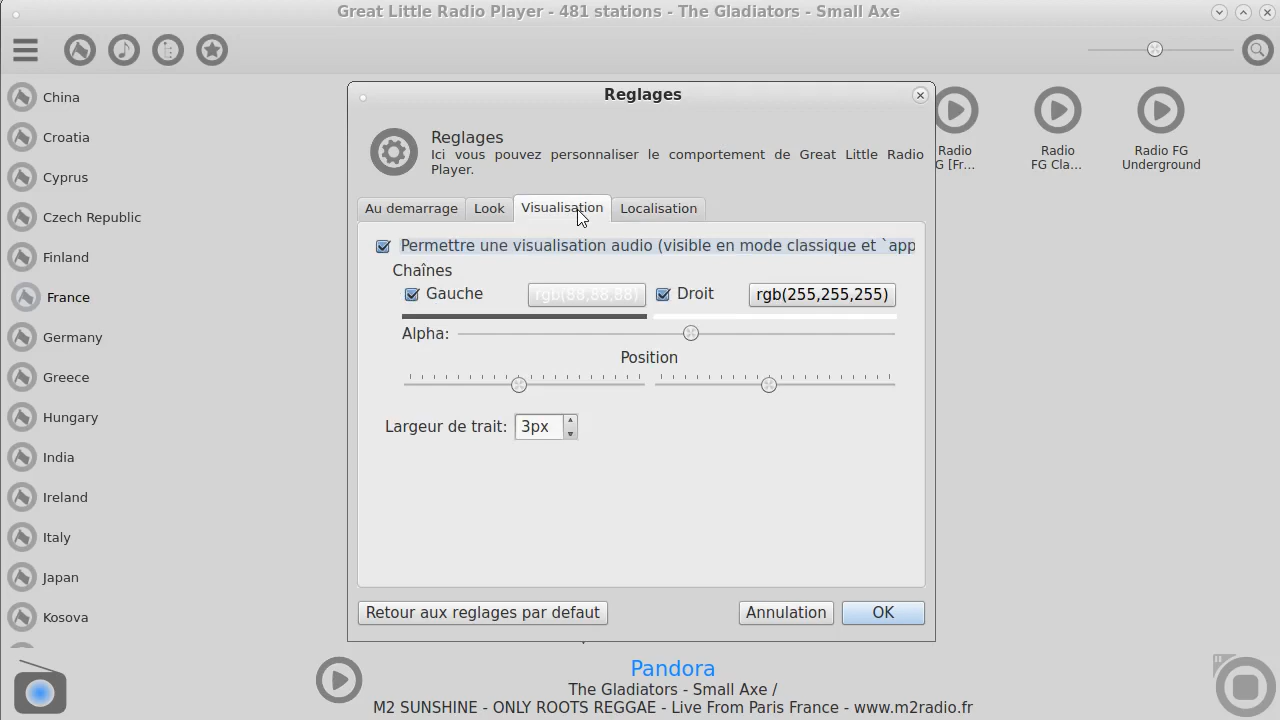 Great Little Radio Player - 481 stations - The Gladiators - Small Axe
China
Croatia
Cyprus
Czech Republic
Finland
France
Germany
Greece
Hungary
India
Ireland
Italy
Japan
Kosova
Reglages
Reglages
Ici vous pouvez personnaliser le comportement de Great Little Radio
Player.
Au demarrage Look Visualisation Localisation
Permettre une visualisation audio (visible en mode classique et `app
Chaînes
Gauche rgb(88,88,88) Droit rgb(255,255,255)
Alpha:
Position
Largeur de trait: 3px
Retour aux reglages par defaut Annulation OK
Radio
G [Fr...
Radio
FG Cla...
Radio FG
Underground
Pandora
The Gladiators - Small Axe /
M2 SUNSHINE - ONLY ROOTS REGGAE - Live From Paris France - www.m2radio.fr